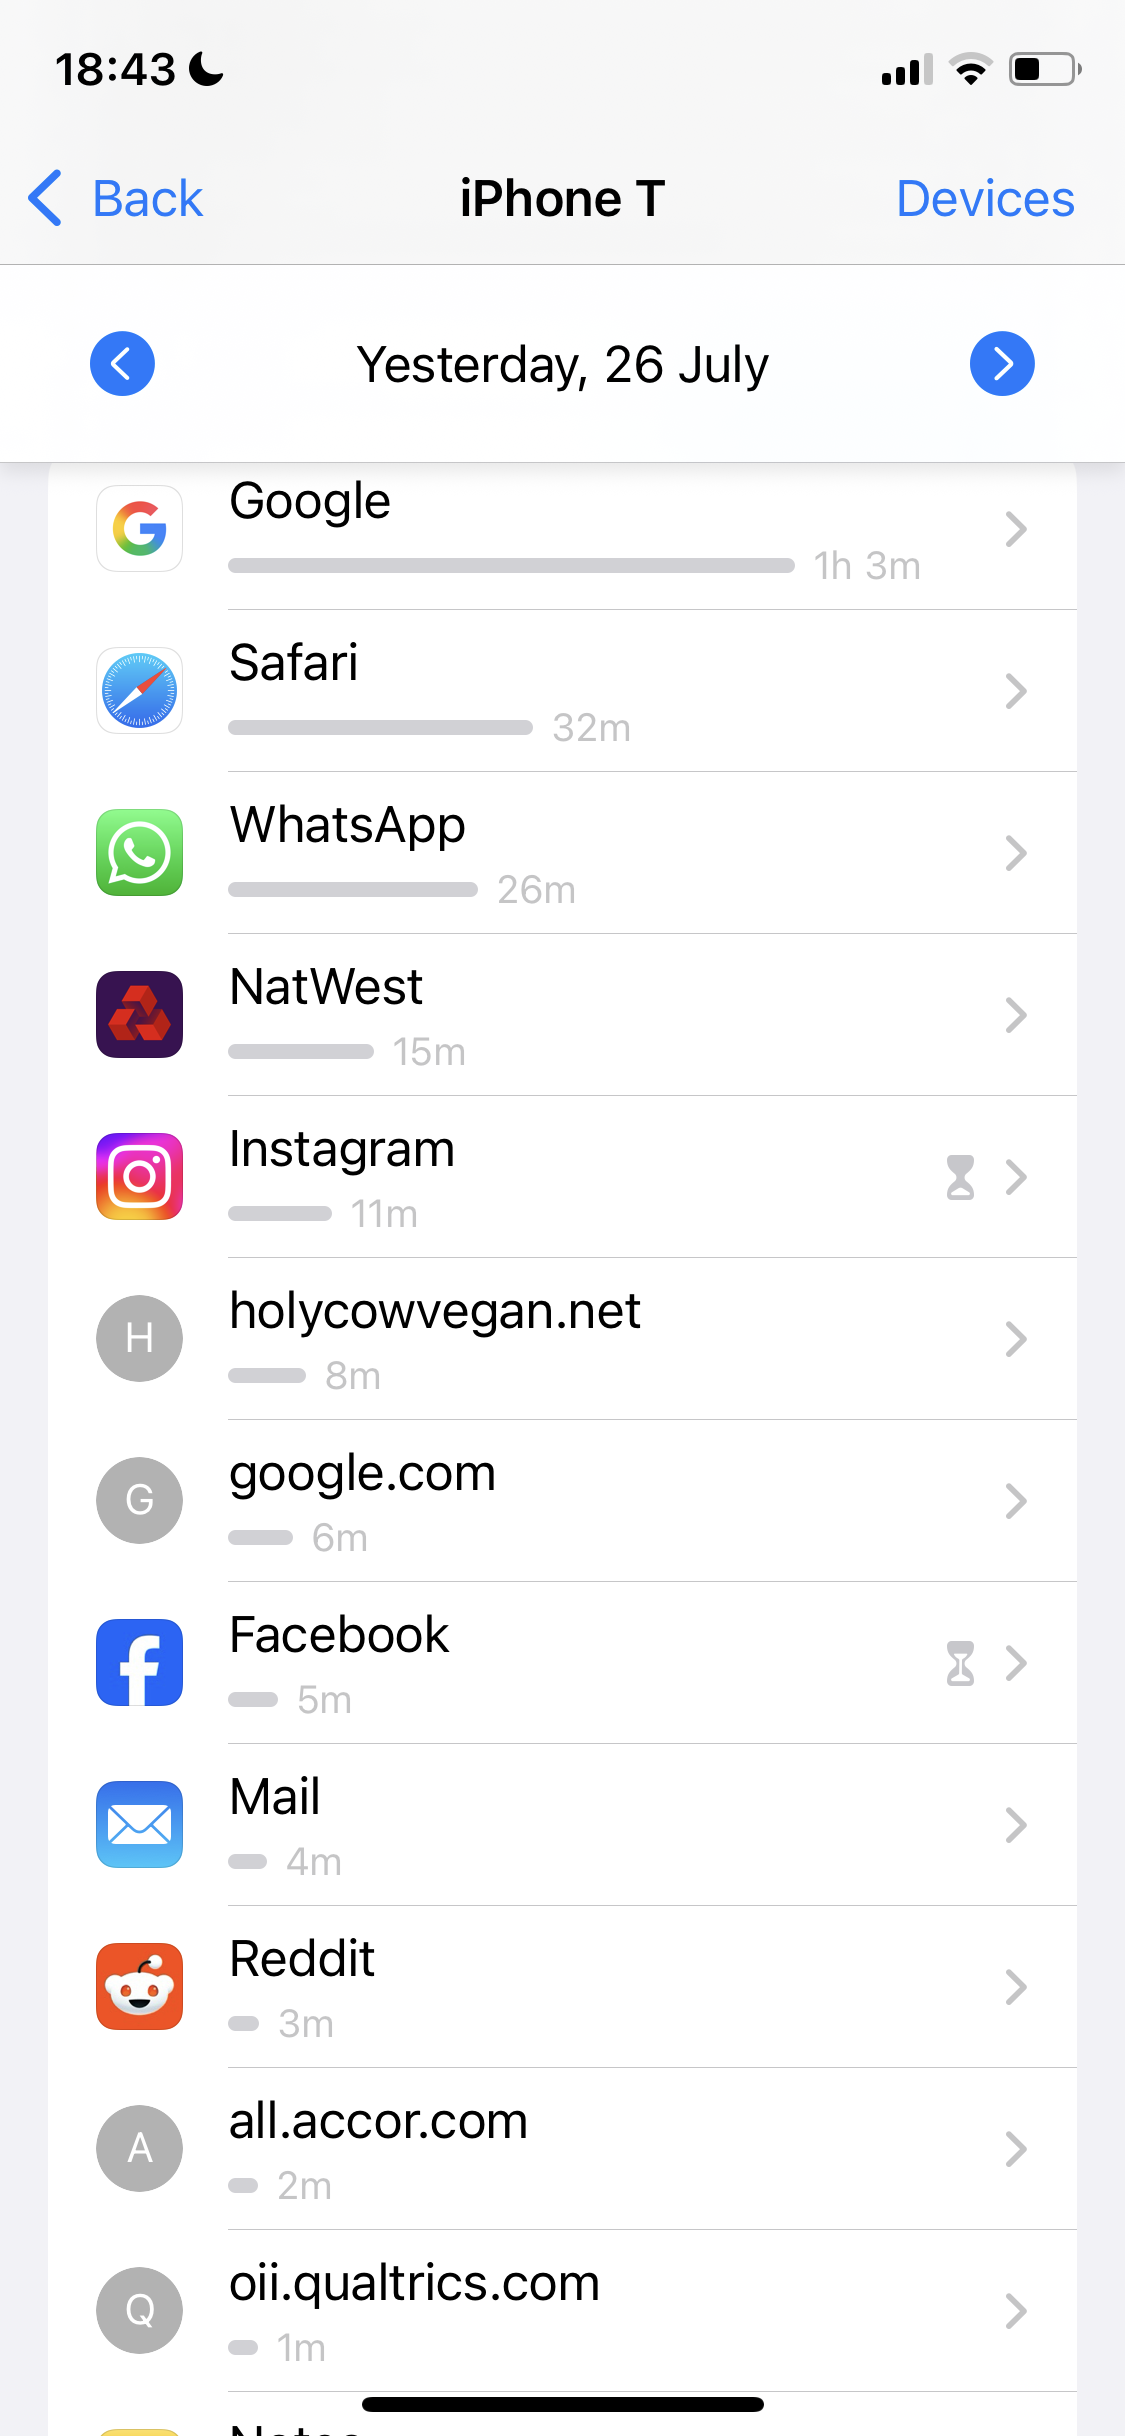 18:43
Back
iPhone T
Devices
Yesterday, 26 July
Google
1h 3m
Safari
32m
WhatsApp
26m
NatWest
15m
Instagram
11m
H
holycowvegan.net
8m
G
google.com
6m
Facebook
5m
Mail
4m
Reddit
3m
A
all.accor.com
2m
Q
oii.qualtrics.com
1m